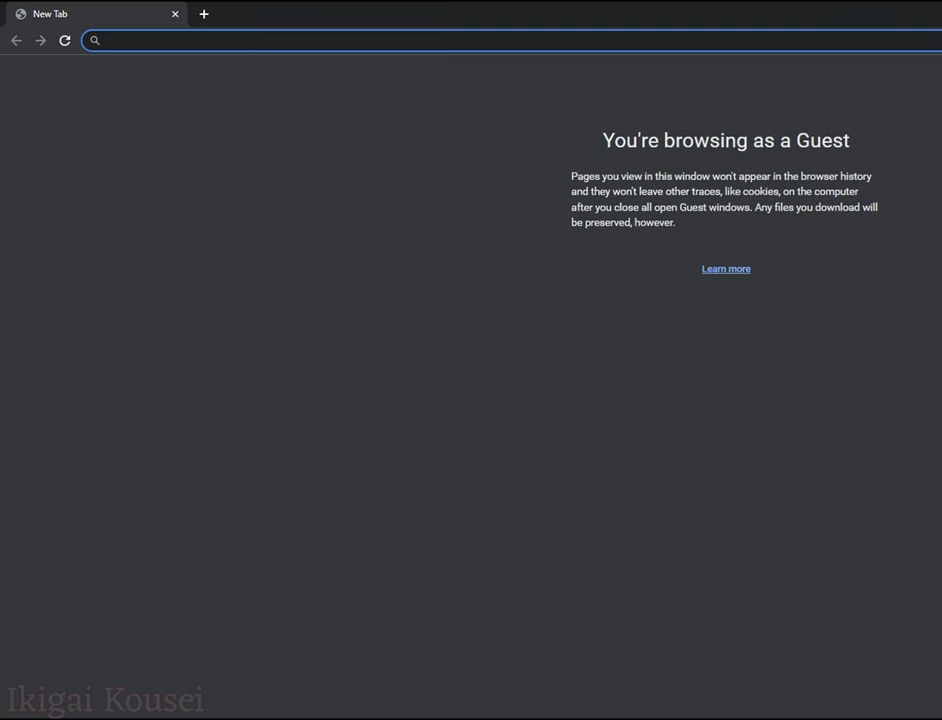 New Tab
You're browsing as a Guest
Pages you view in this window won't appear in the browser history
and they won't leave other traces, like cookies, on the computer
after you close all open Guest windows. Any files you download will
be preserved, however.
Learn more
Ikigai Kousei